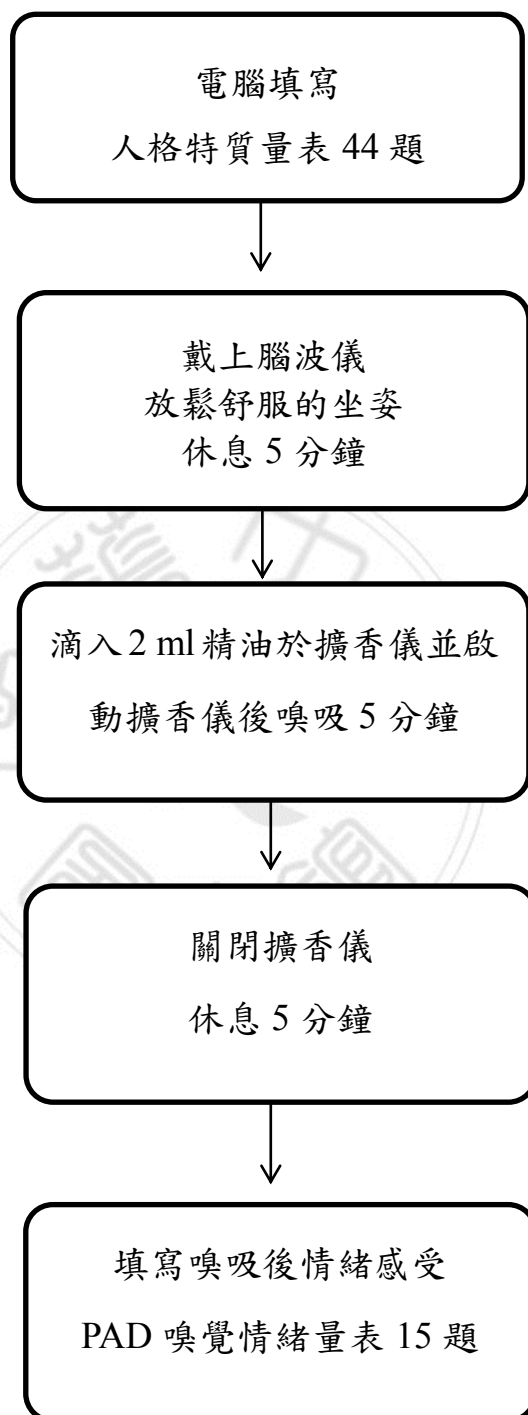 電腦填寫
人格特質量表 44 題
戴上腦波儀
放鬆舒服的坐姿
休息 5 分鐘
滴入 2 ml 精油於擴香儀並啟
動擴香儀後嗅吸 5 分鐘
關閉擴香儀
休息 5 分鐘
填寫嗅吸後情緒感受
PAD 嗅覺情緒量表 15 題